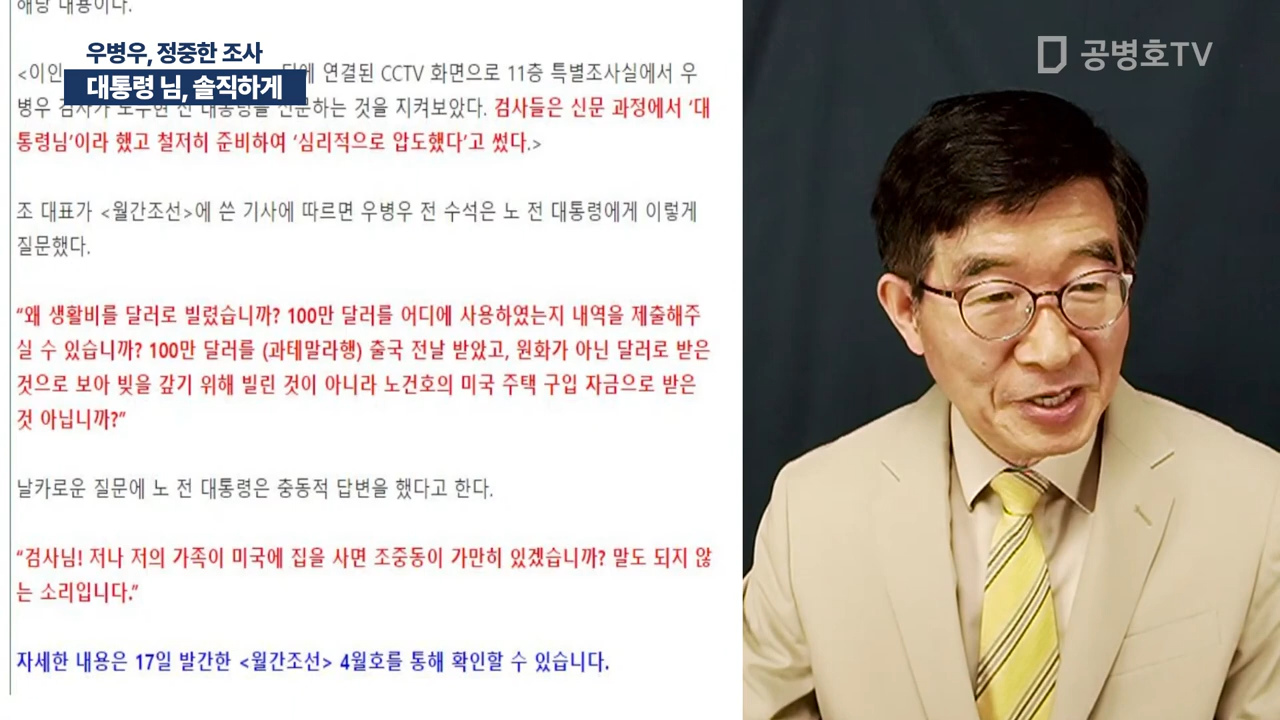 해당 내용이다.
우병우, 정중한 조사
대통령 님, 솔직하게
공병호TV
<이인 연결된 CCTV 화면으로 11층 특별조사실에서 우
병우 검사가 노무현 전 대통령을 신문하는 것을 지켜보았다. 검사들은 신문 과정에서 ‘대
통령님’이라 했고 철저히 준비하여 ‘심리적으로 압도했다’고 썼다.>
조 대표가 <월간조선>에 쓴 기사에 따르면 우병우 전 수석은 노 전 대통령에게 이렇게
질문했다.
“왜 생활비를 달러로 빌렸습니까? 100만 달러를 어디에 사용하였는지 내역을 제출해주
실 수 있습니까? 100만 달러를 (과테말라행) 출국 전날 받았고, 원화가 아닌 달러로 받은
것으로 보아 빚을 갚기 위해 빌린 것이 아니라 노건호의 미국 주택 구입 자금으로 받은
것 아닙니까?”
날카로운 질문에 노 전 대통령은 충동적 답변을 했다고 한다.
“검사님! 저나 저의 가족이 미국에 집을 사면 조중동이 가만히 있겠습니까? 말도 되지 않
는 소리입니다.”
자세한 내용은 17일 발간한 <월간조선> 4월호를 통해 확인할 수 있습니다.